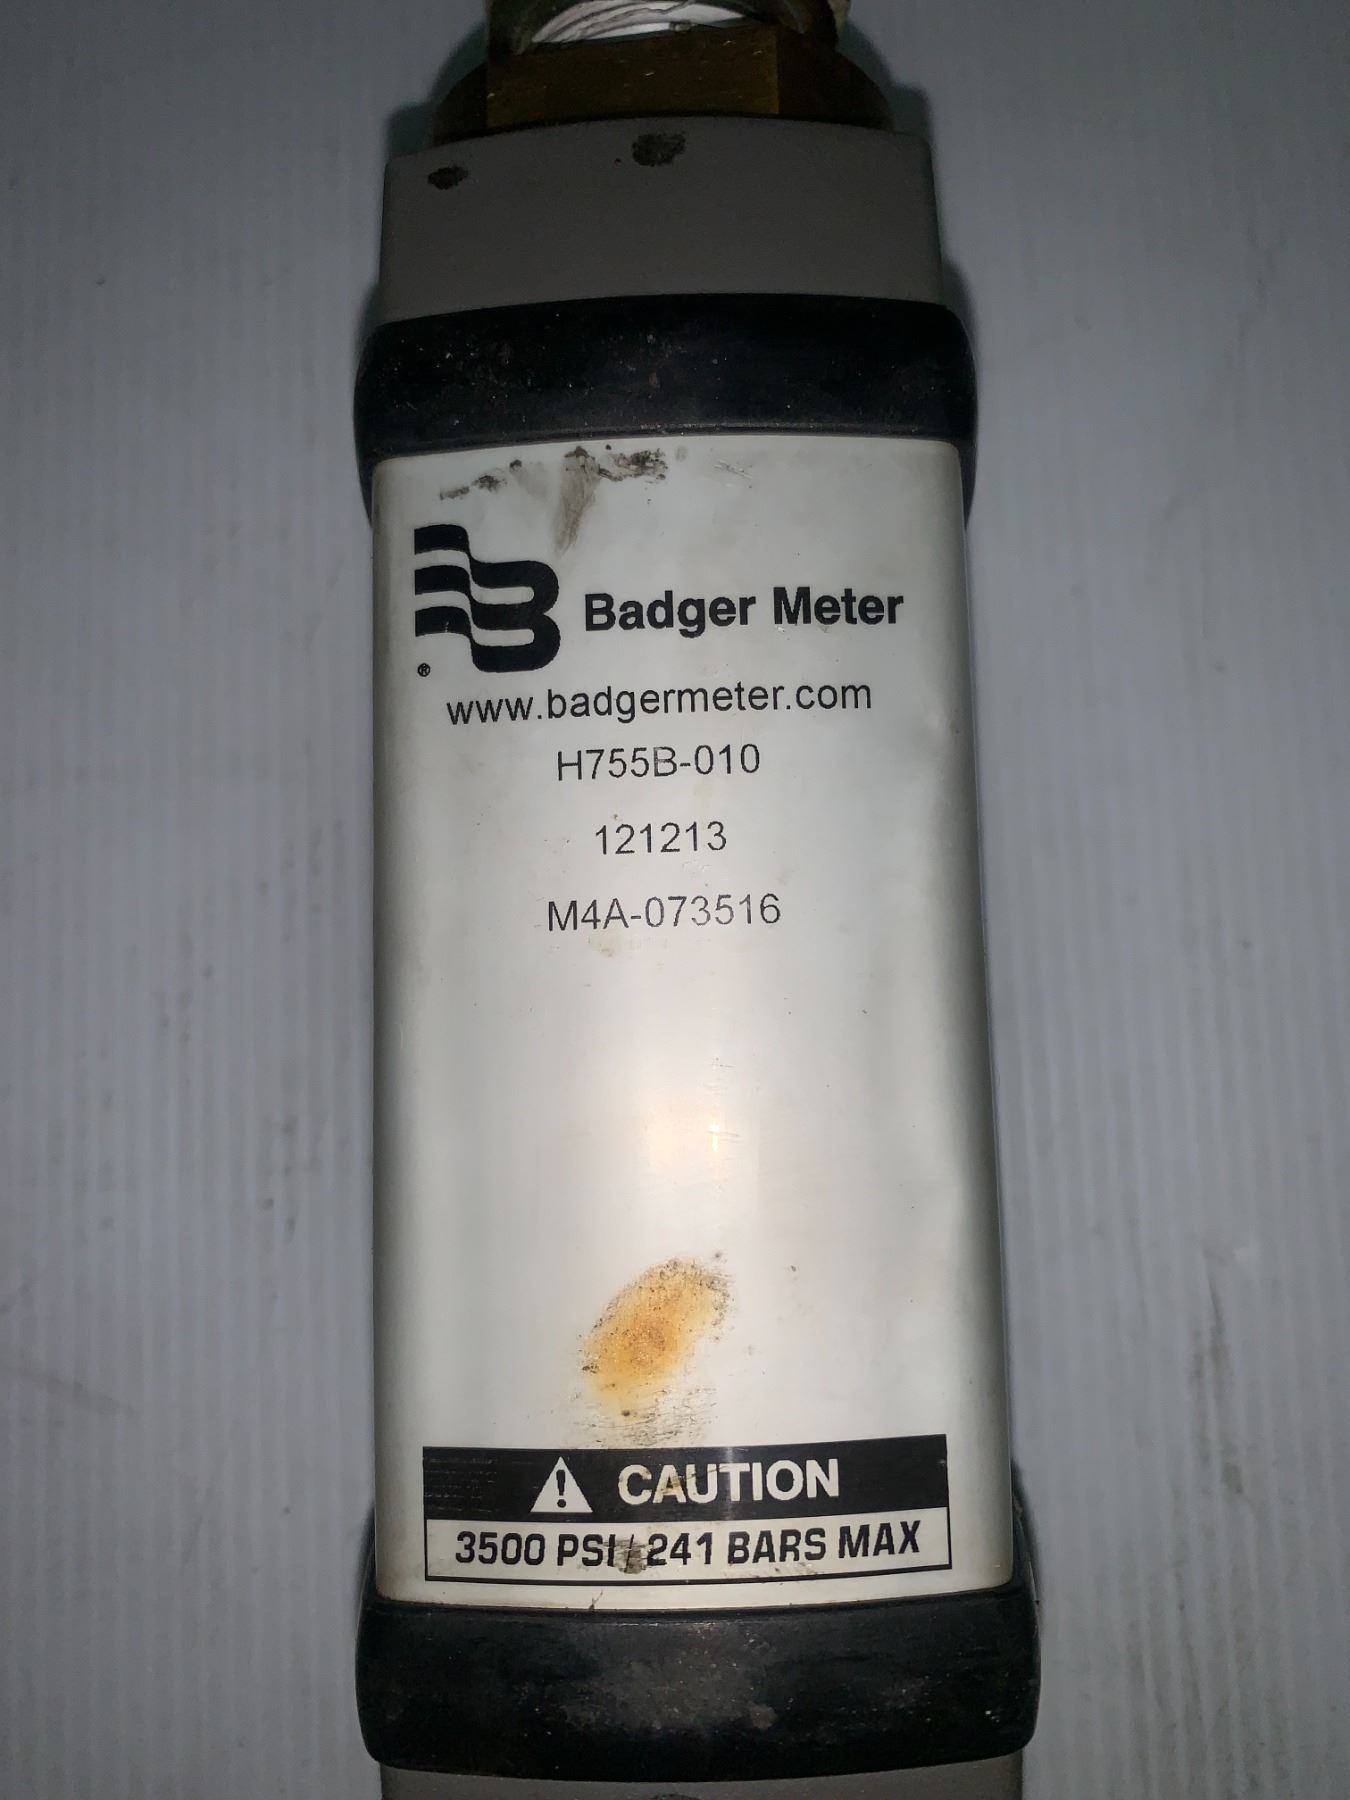 Badger Meter
®
www.badgermeter.com
H755B-010
121213
M4A-073516
CAUTION
3500 PSI / 241 BARS MAX